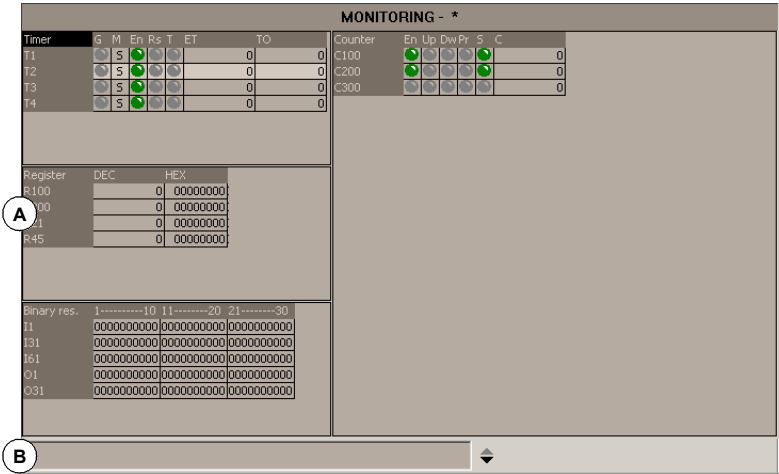 MONITORING - *
Timer G M En Rs T ET TO
T1 S 0 0
T2 S 0 0
T3 S 0 0
T4 S 0 0
Counter En Up Dw Pr S C
C100 0
C200 0
C300 0
Register DEC HEX
R100 0 00000000
00 0 00000000
21 0 00000000
R45 0 00000000
A
Binary res. 1----------10 11--------20 21--------30
I1 0000000000 0000000000 0000000000
I31 0000000000 0000000000 0000000000
I61 0000000000 0000000000 0000000000
O1 0000000000 0000000000 0000000000
O31 0000000000 0000000000 0000000000
B